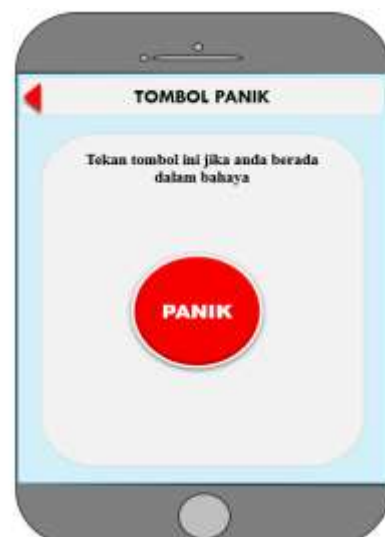 TOMBOL PANIK
Tekan tombol ini jika anda berada
dalam bahaya
PANIK